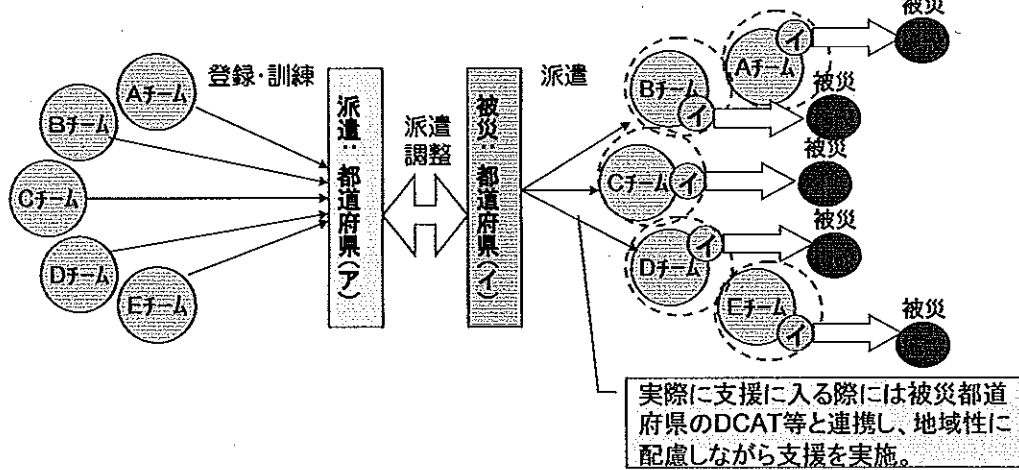 登録・訓練
Aチーム
Bチーム
Cチーム
Dチーム
Eチーム
派遣：都道府県(ア)
派遣
調整
被災：都道府県(イ)
派遣
Aチーム
イ
被災
Bチーム
イ
被災
Cチーム
イ
被災
Dチーム
イ
被災
Eチーム
イ
被災
実際に支援に入る際には被災都道
府県のDCAT等と連携し、地域性に
配慮しながら支援を実施。